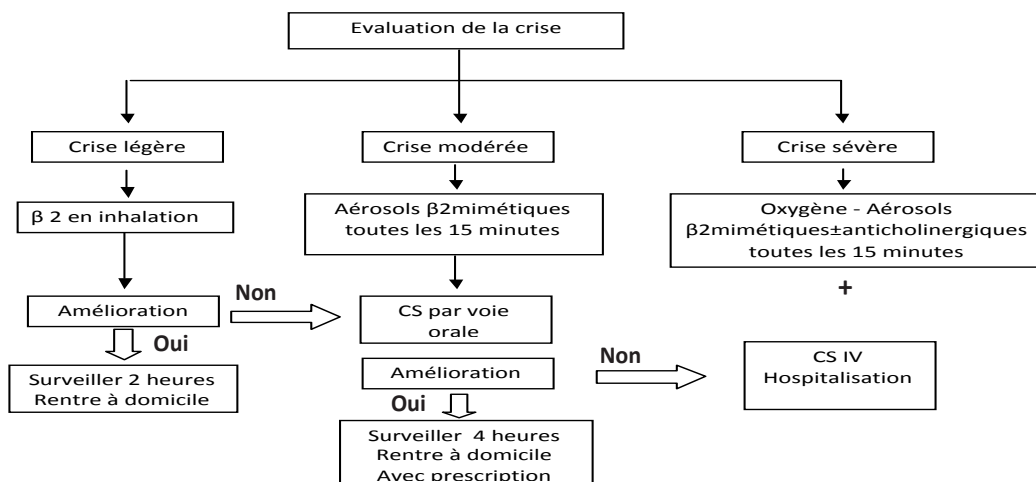 Evaluation de la crise
Crise légère
Crise modérée
Crise sévère
β 2 en inhalation
Aérosols β2mimétiques
toutes les 15 minutes
Oxygène - Aérosols
β2mimétiques±anticholinergiques
toutes les 15 minutes
+
Amélioration
Non
CS par voie
orale
Oui
Surveiller 2 heures
Rentre à domicile
Amélioration
Non
CS IV
Hospitalisation
Oui
Surveiller 4 heures
Rentre à domicile
Avec prescription